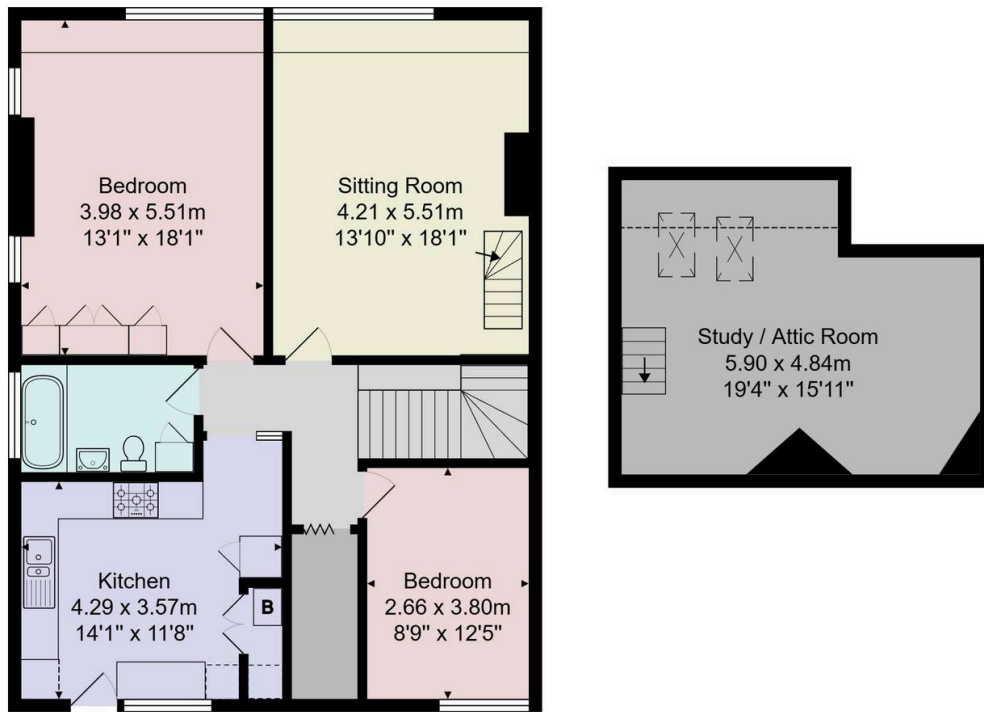 Bedroom
3.98 x 5.51m
13'1" x 18'1"
Sitting Room
4.21 x 5.51m
13'10" x 18'1"
Study / Attic Room
5.90 x 4.84m
19'4" x 15'11"
Kitchen
4.29 x 3.57m
14'1" x 11'8"
B
Bedroom
2.66 x 3.80m
8'9" x 12'5"